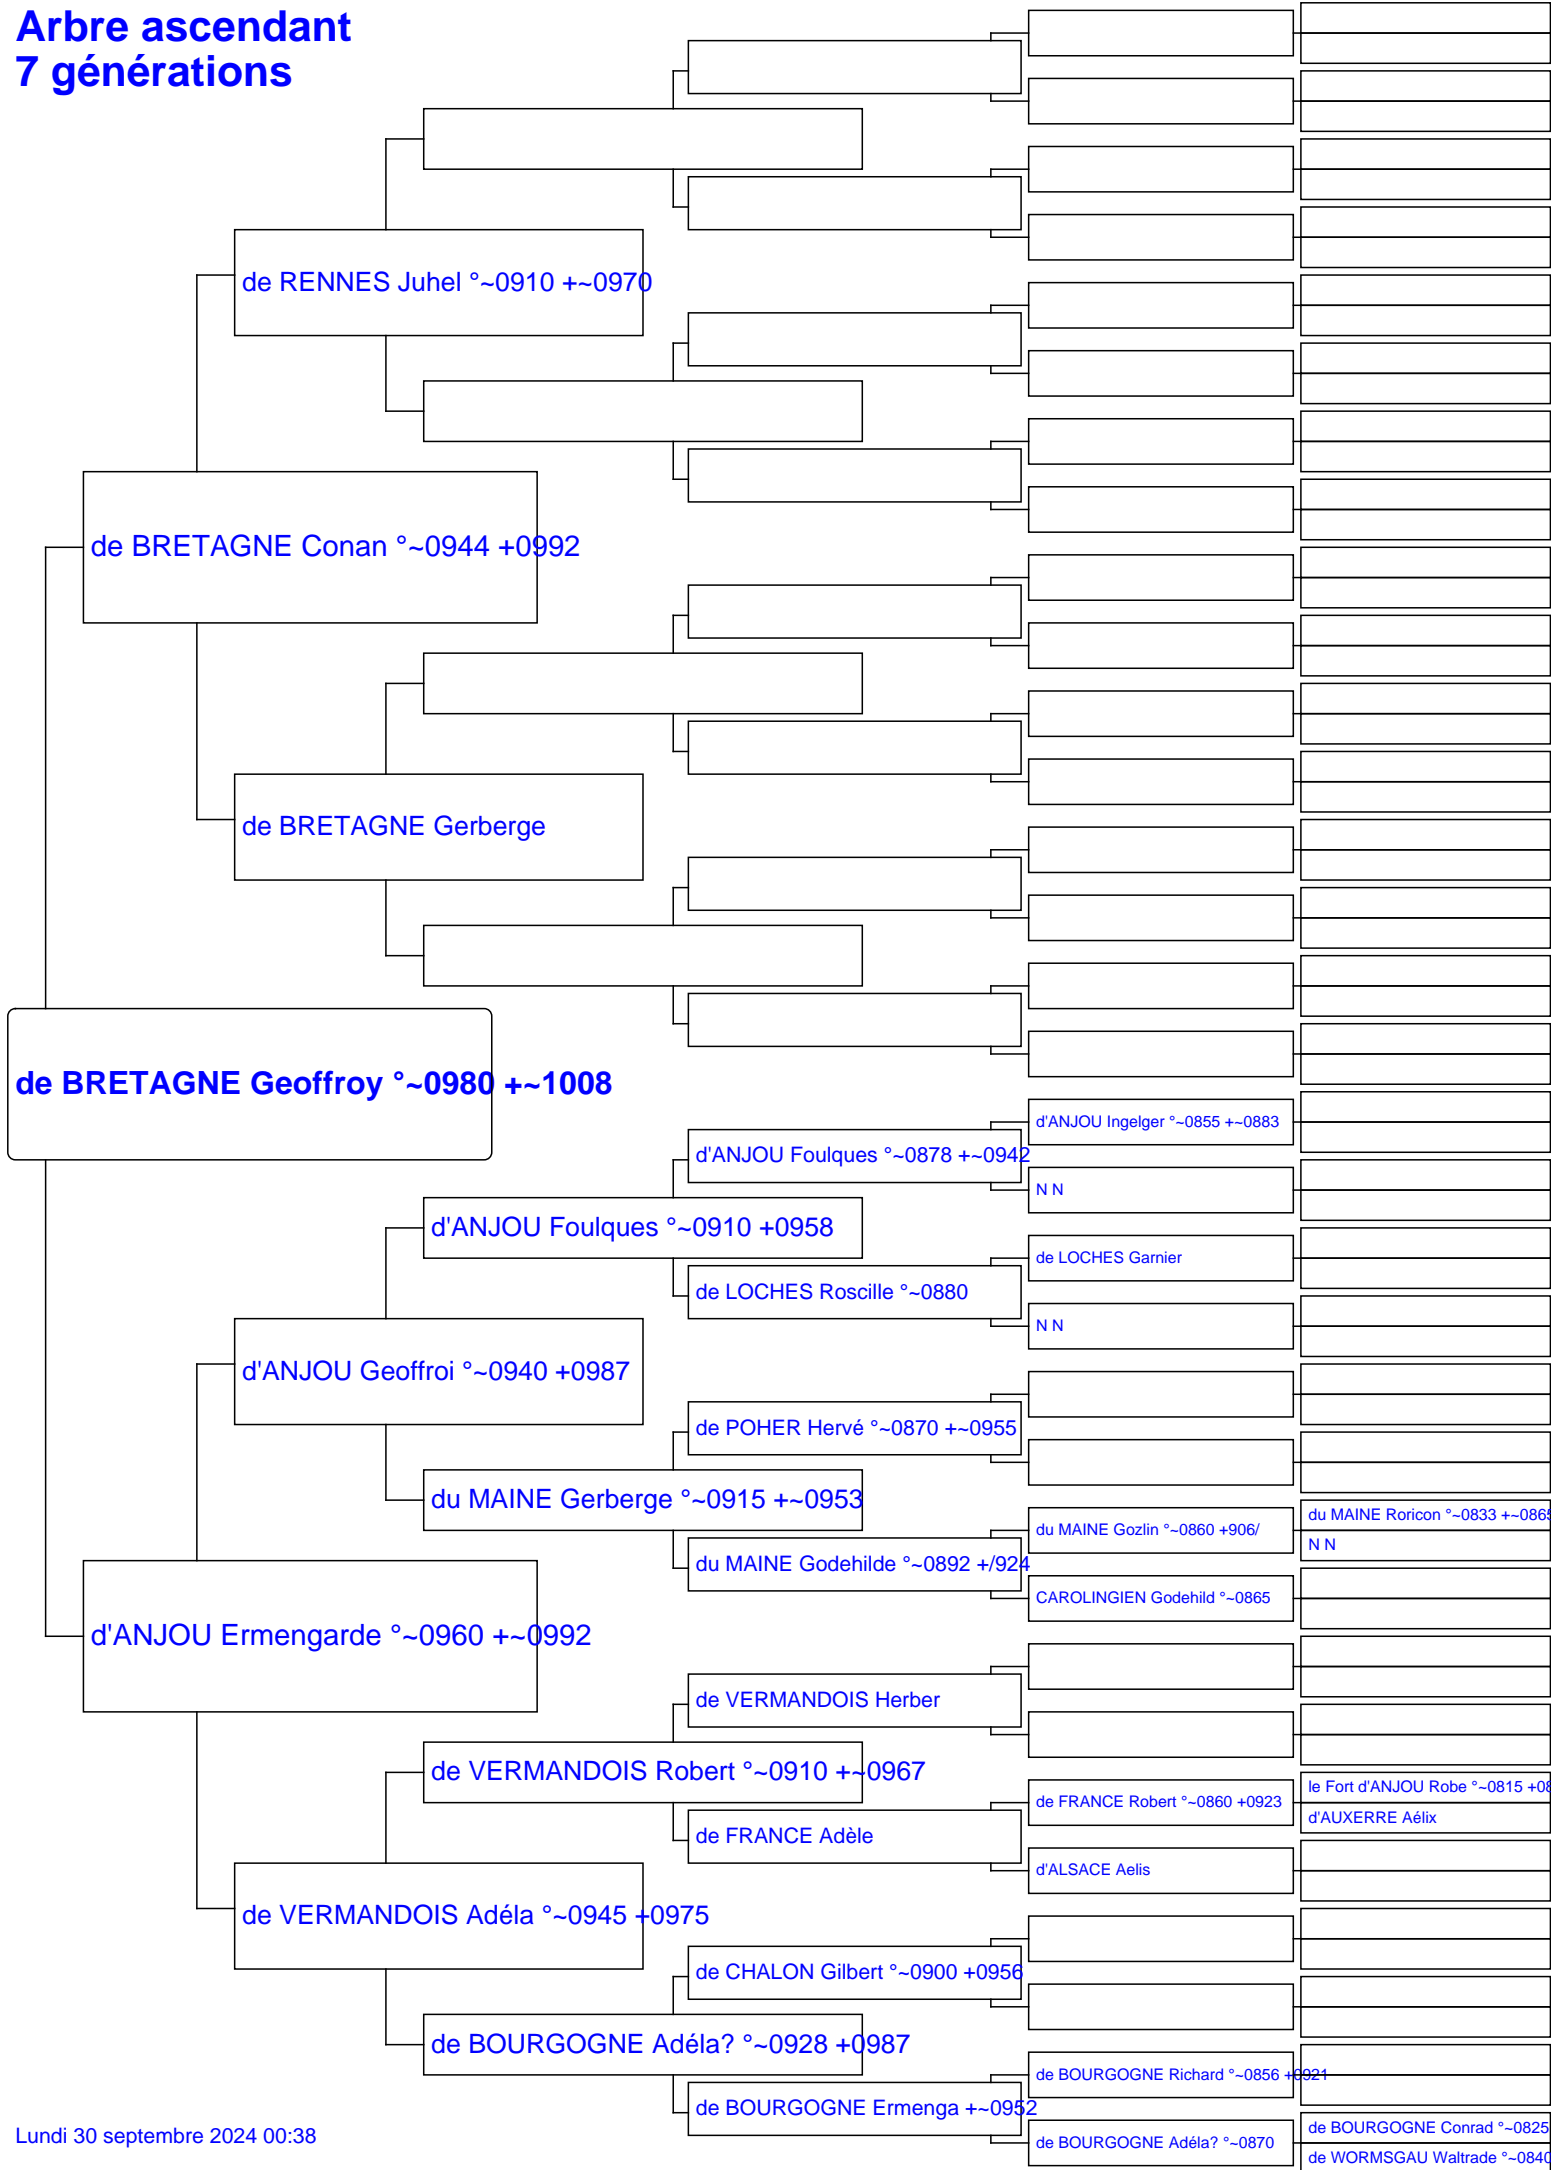 Arbre ascendant
7 générations
de RENNES Juhel °~0910 +~0970
de BRETAGNE Conan °~0944 +0992
de BRETAGNE Gerberge
de BRETAGNE Geoffroy °~0980 +~1008
d'ANJOU Ingelger °~0855 +~0883
d'ANJOU Foulques °~0878 +~0942
N N
d'ANJOU Foulques °~0910 +0958
de LOCHES Garnier
de LOCHES Roscille °~0880
N N
d'ANJOU Geoffroi °~0940 +0987
de POHER Hervé °~0870 +~0955
du MAINE Gerberge °~0915 +~0953
du MAINE Roricon °~0833 +~0865
du MAINE Gozlin °~0860 +906/
N N
du MAINE Godehilde °~0892 +/924
CAROLINGIEN Godehild °~0865
d'ANJOU Ermengarde °~0960 +~0992
de VERMANDOIS Herber
de VERMANDOIS Robert °~0910 +~0967
le Fort d'ANJOU Robe °~0815 +08
de FRANCE Robert °~0860 +0923
d'AUXERRE Aélix
de FRANCE Adèle
d'ALSACE Aelis
de VERMANDOIS Adéla °~0945 +0975
de CHALON Gilbert °~0900 +0956
de BOURGOGNE Adéla? °~0928 +0987
de BOURGOGNE Richard °~0856 +0921
de BOURGOGNE Ermenga +~0952
de BOURGOGNE Conrad °~0825
de BOURGOGNE Adéla? °~0870
de WORMSGAU Waltrade °~0840
Lundi 30 septembre 2024 00:38